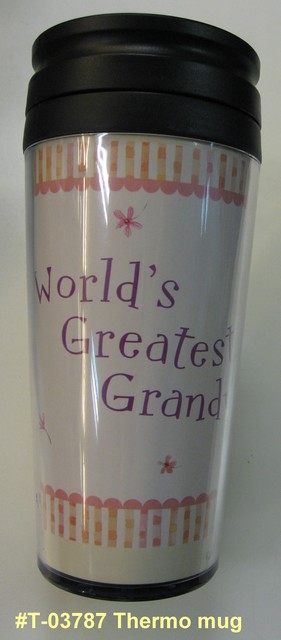 World's
Greates
Grand
#T-03787 Thermo mug